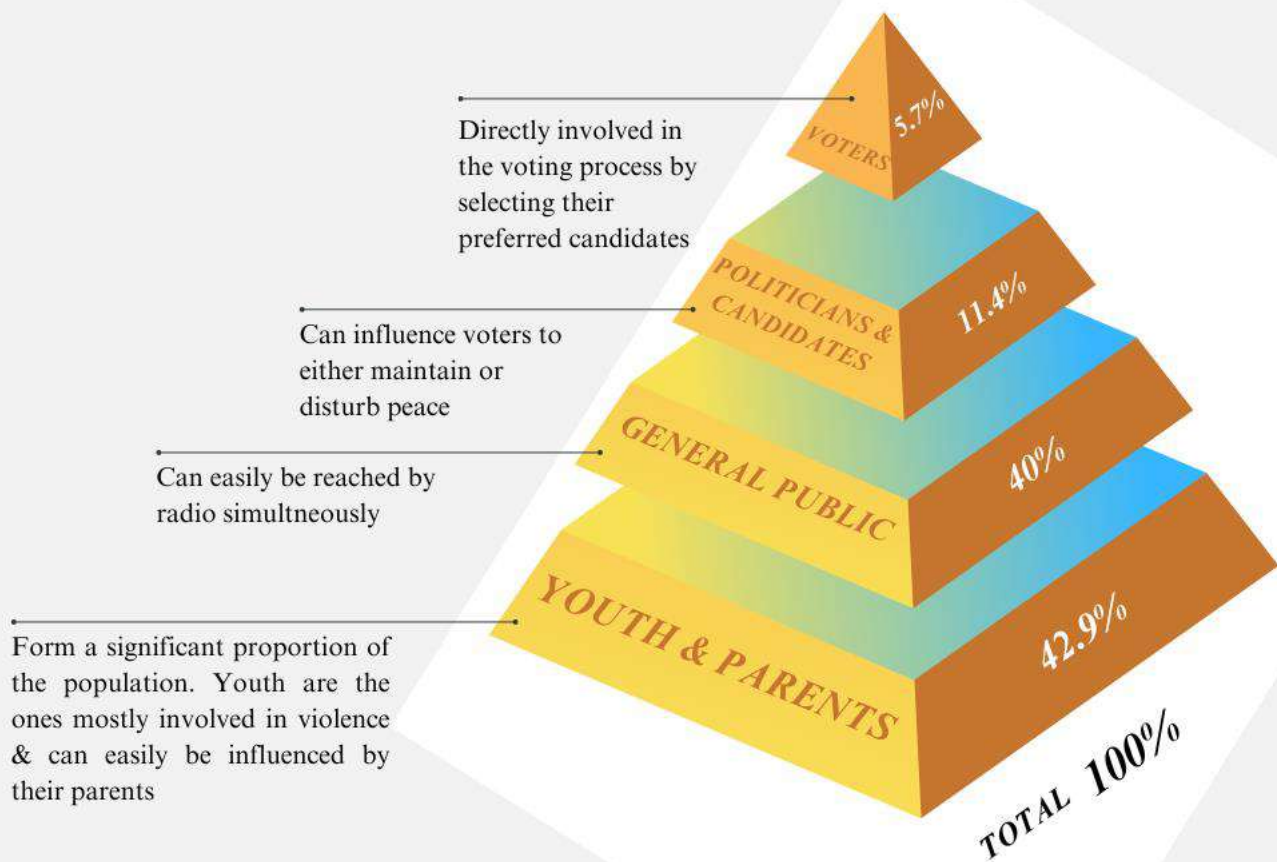 Directly involved in
the voting process by
selecting their
preferred candidates
VOTERS
5.7%
Can influence voters to
either maintain or
disturb peace
POLITICIANS &
CANDIDATES
11.4%
Can easily be reached by
radio simultneously
GENERAL PUBLIC
40%
Form a significant proportion of
the population. Youth are the
ones mostly involved in violence
& can easily be influenced by
their parents
YOUTH & PARENTS
42.9%
TOTAL 100%